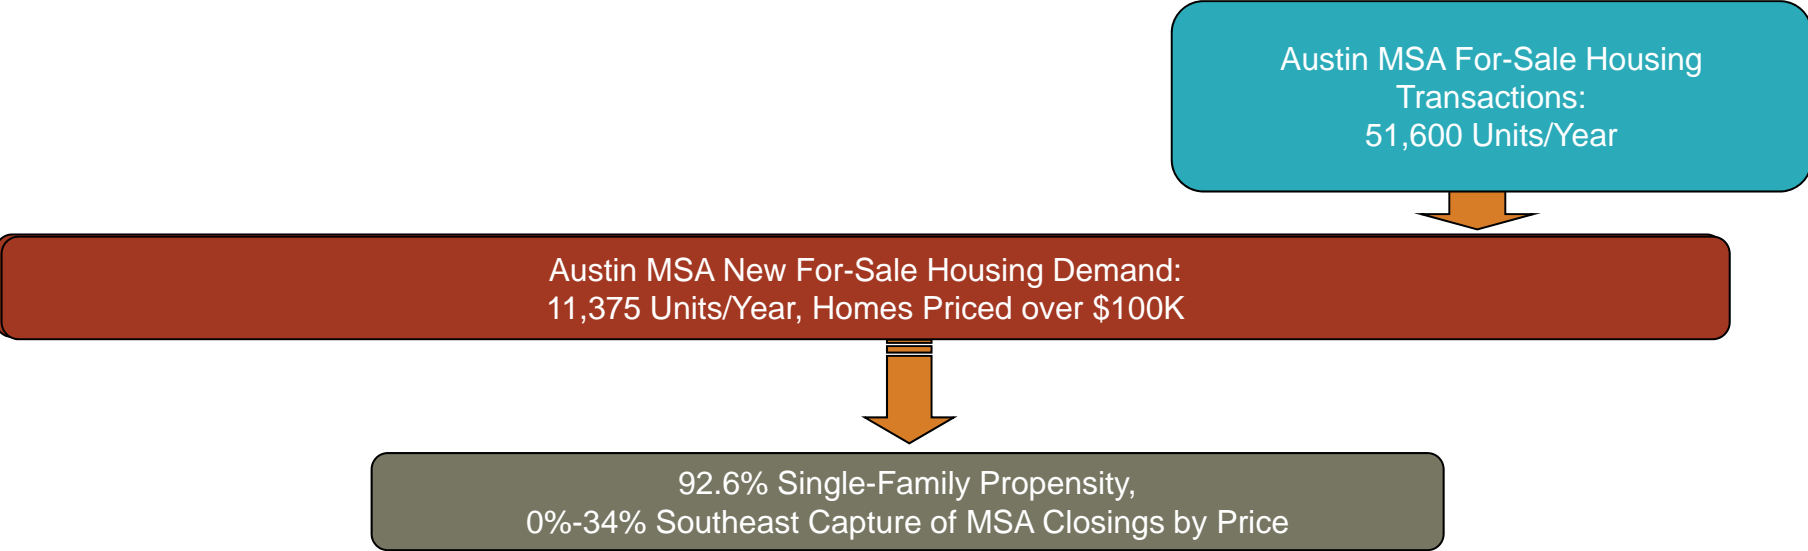 Austin MSA For-Sale Housing
Transactions:
51,600 Units/Year
Austin MSA New For-Sale Housing Demand:
11,375 Units/Year, Homes Priced over $100K
92.6% Single-Family Propensity,
0%-34% Southeast Capture of MSA Closings by Price